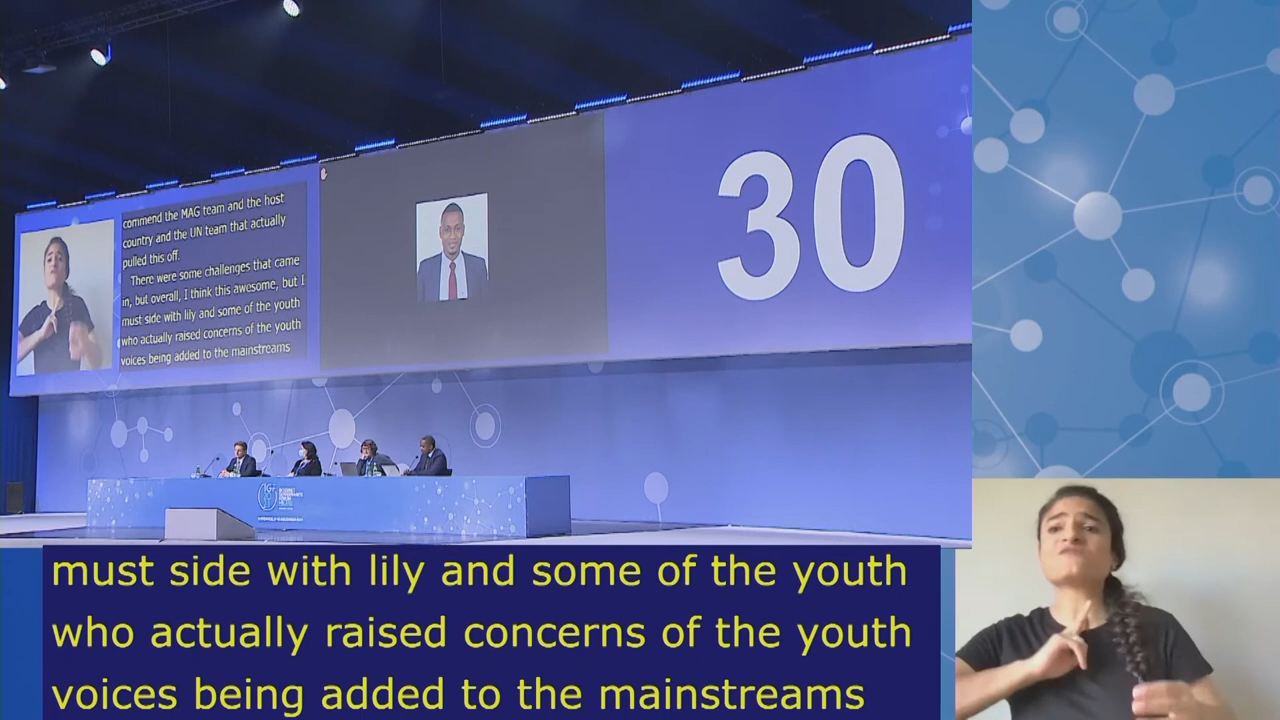 commend the MAG team and the host
country and the UN team that actually
pulled this off.
There were some challenges that came
in, but overall, I think this awesome, but I
must side with lily and some of the youth
who actually raised concerns of the youth
voices being added to the mainstreams
30
must side with lily and some of the youth
who actually raised concerns of the youth
voices being added to the mainstreams